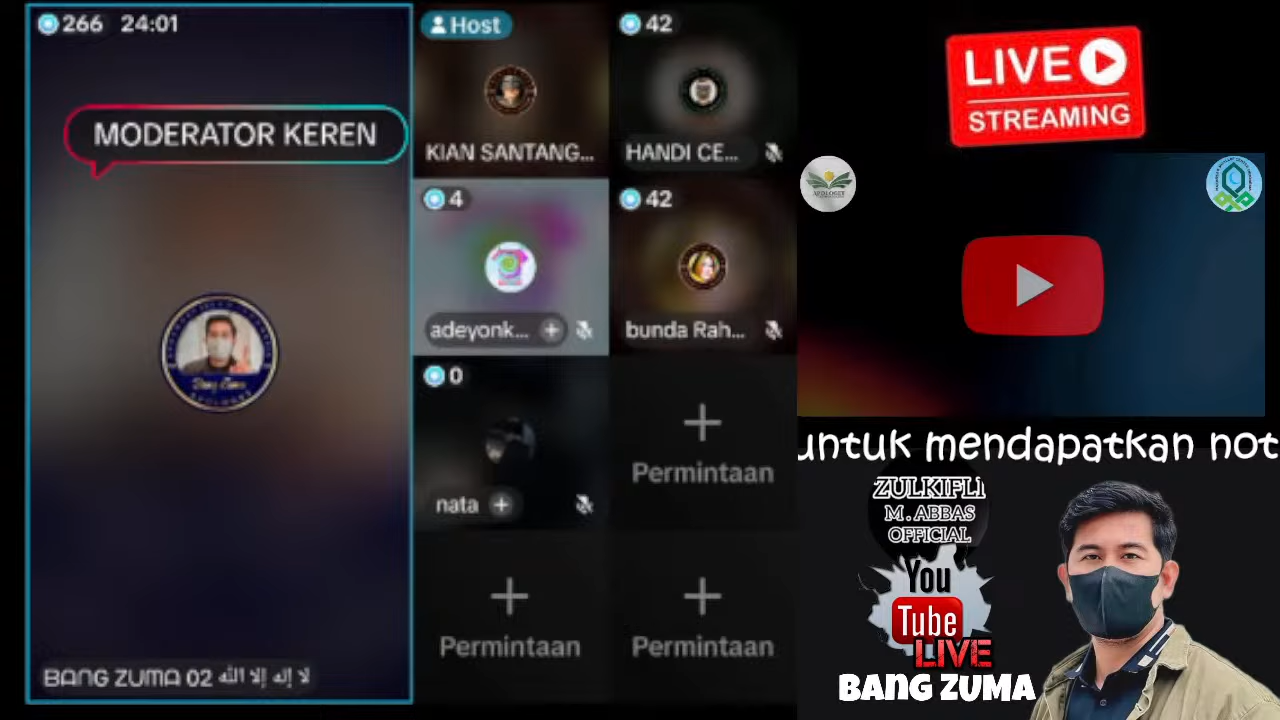 266 24:01
MODERATOR KEREN
BANG ZUMA 02 لا إله إلا الله
Host
KIAN SANTANG...
42
HANDI CE...
4
adeyonk...
42
bunda Rah...
0
nata
Permintaan
Permintaan
Permintaan
LIVE
STREAMING
untuk mendapatkan not
ZULKIFLI
M. ABBAS
OFFICIAL
You
Tube
LIVE
BANG ZUMA
Bang Zuma